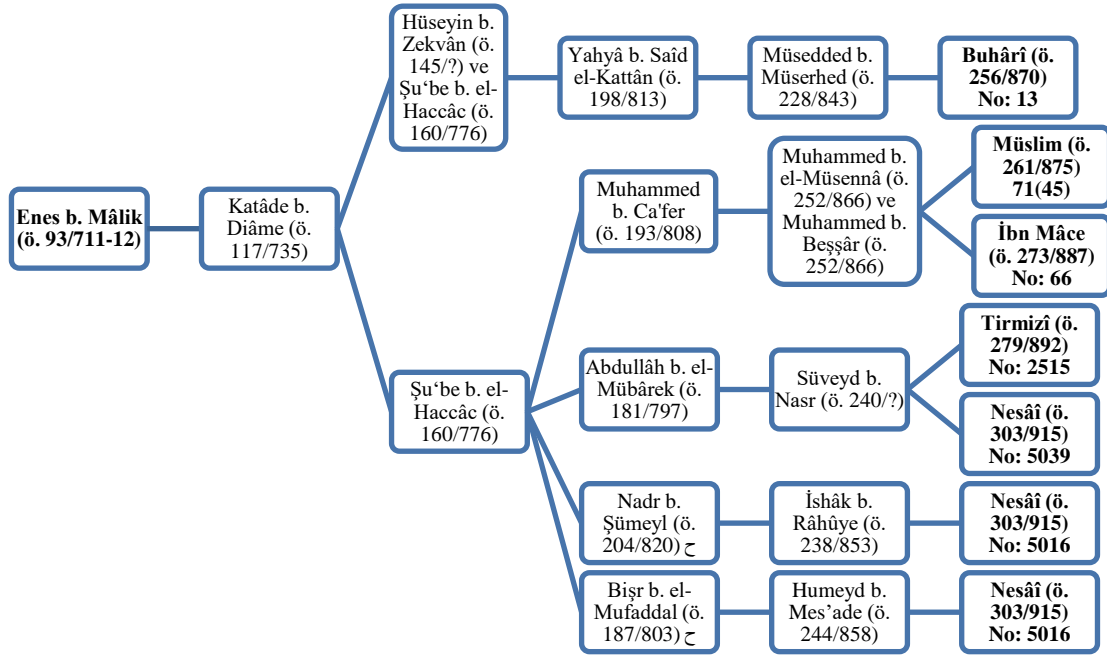 Enes b. Mâlik
(ö. 93/711-12)
Katâde b.
Diâme (ö.
117/735)
Hüseyin b.
Zekvân (ö.
145/?) ve
Şu‘be b. el-
Haccâc (ö.
160/776)
Yahyâ b. Saîd
el-Kattân (ö.
198/813)
Müsedded b.
Müserhed (ö.
228/843)
Buhârî (ö.
256/870)
No: 13
Şu‘be b. el-
Haccâc (ö.
160/776)
Muhammed
b. Ca'fer
(ö. 193/808)
Muhammed b.
el-Müsennâ (ö.
252/866) ve
Muhammed b.
Beşşâr (ö.
252/866)
Müslim (ö.
261/875)
71(45)
İbn Mâce
(ö. 273/887)
No: 66
Abdullâh b. el-
Mübârek (ö.
181/797)
Süveyd b.
Nasr (ö. 240/?)
Tirmizî (ö.
279/892)
No: 2515
Nesâî (ö.
303/915)
No: 5039
Nadr b.
Şümeyl (ö.
204/820) ح
İshâk b.
Râhûye (ö.
238/853)
Nesâî (ö.
303/915)
No: 5016
Bişr b. el-
Mufaddal (ö.
187/803) ح
Humeyd b.
Mes’ade (ö.
244/858)
Nesâî (ö.
303/915)
No: 5016